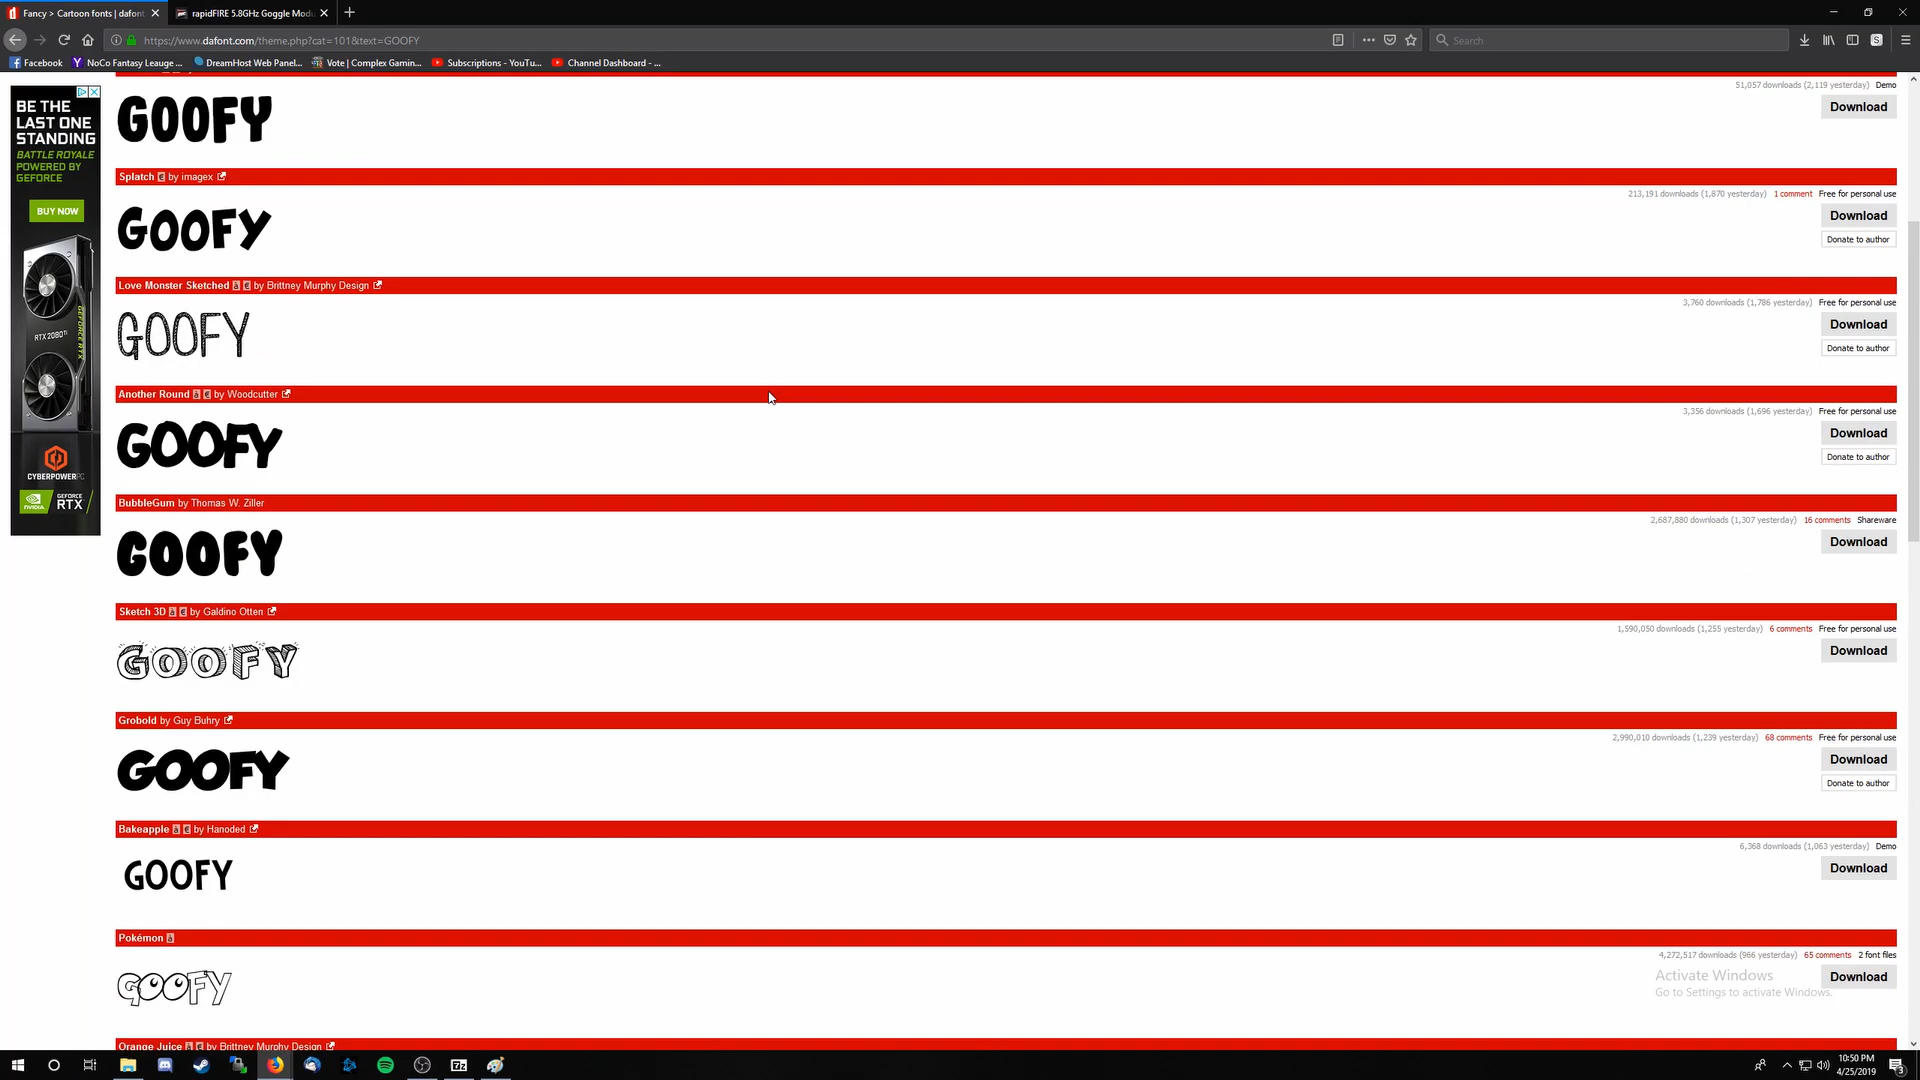 Fancy > Cartoon fonts | dafont
rapidFIRE 5.8GHz Goggle Modu
https://www.dafont.com/theme.php?cat=101&text=GOOFY
Search
Facebook
NoCo Fantasy Leauge ...
DreamHost Web Panel...
Vote | Complex Gamin...
Subscriptions - YouTu...
Channel Dashboard - ...
51,057 downloads (2,119 yesterday) Demo
GOOFY
Download
Splatch € by imagex
213,191 downloads (1,870 yesterday) 1 comment Free for personal use
GOOFY
Download
Donate to author
Love Monster Sketched à € by Brittney Murphy Design
3,760 downloads (1,786 yesterday) Free for personal use
GOOFY
Download
Donate to author
Another Round à € by Woodcutter
3,356 downloads (1,696 yesterday) Free for personal use
GOOFY
Download
Donate to author
BubbleGum by Thomas W. Ziller
2,687,880 downloads (1,307 yesterday) 16 comments Shareware
GOOFY
Download
Sketch 3D à € by Galdino Otten
1,590,050 downloads (1,255 yesterday) 6 comments Free for personal use
GOOFY
Download
Grobold by Guy Buhry
2,990,010 downloads (1,239 yesterday) 68 comments Free for personal use
GOOFY
Download
Donate to author
Bakeapple à € by Hanoded
6,368 downloads (1,063 yesterday) Demo
GOOFY
Download
Pokémon à
4,272,517 downloads (966 yesterday) 65 comments 2 font files
GOOFY
Download
Orange Juice à € by Brittney Murphy Design
BE THE
LAST ONE
STANDING
BATTLE ROYALE
POWERED BY
GEFORCE
BUY NOW
RTX 2080 Ti
GEFORCE RTX
CYBERPOWERPC
NVIDIA
GEFORCE
RTX
Activate Windows
Go to Settings to activate Windows.
7z
10:50 PM
4/25/2019
3